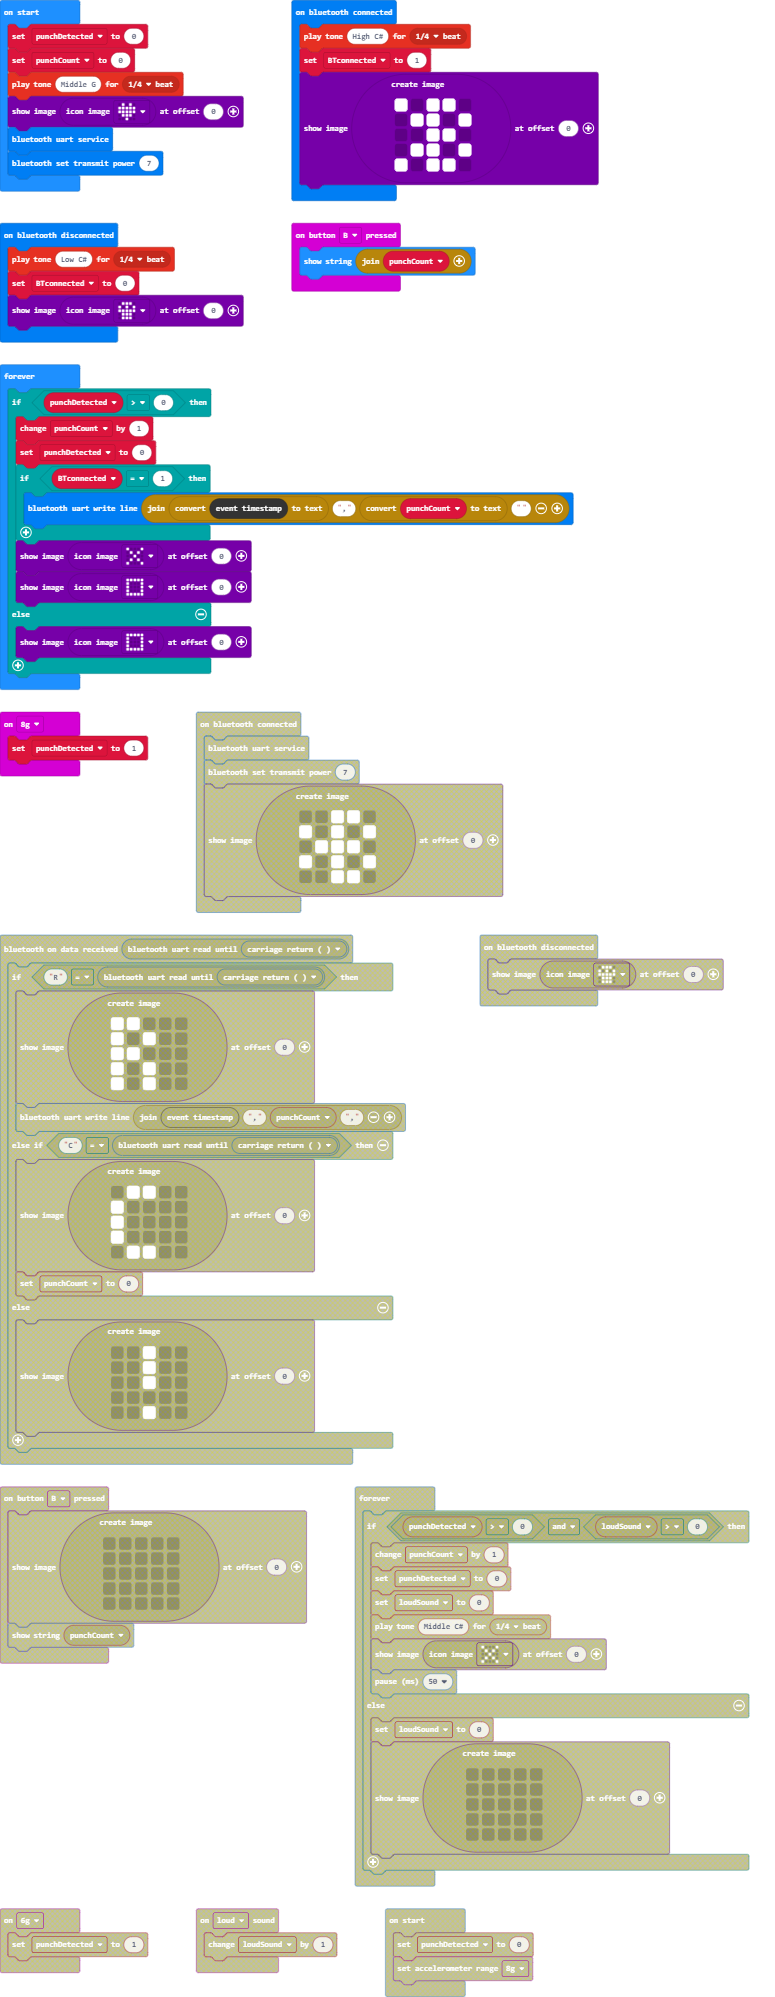 on start
set punchDetected to 0
set punchCount to 0
play tone Middle G for 1/4 beat
show image icon image at offset 0
bluetooth uart service
bluetooth set transmit power 7
on bluetooth connected
play tone High C# for 1/4 beat
set BTconnected to 1
create image
show image at offset 0
on bluetooth disconnected
play tone Low C# for 1/4 beat
set BTconnected to 0
show image icon image at offset 0
on button B pressed
show string join punchCount
forever
if punchDetected > 0 then
change punchCount by 1
set punchDetected to 0
if BTconnected = 1 then
bluetooth uart write line join convert event timestamp to text "," convert punchCount to text ""
show image icon image at offset 0
show image icon image at offset 0
else
show image icon image at offset 0
on 8g
set punchDetected to 1
on bluetooth connected
bluetooth uart service
bluetooth set transmit power 7
create image
show image at offset 0
bluetooth on data received bluetooth uart read until carriage return ( )
if "R" = bluetooth uart read until carriage return ( ) then
create image
show image at offset 0
bluetooth uart write line join event timestamp "," punchCount ","
else if "C" = bluetooth uart read until carriage return ( ) then
create image
show image at offset 0
set punchCount to 0
else
create image
show image at offset 0
on bluetooth disconnected
show image icon image at offset 0
on button B pressed
create image
show image at offset 0
show string punchCount
forever
if punchDetected > 0 and loudSound > 0 then
change punchCount by 1
set punchDetected to 0
set loudSound to 0
play tone Middle C# for 1/4 beat
show image icon image at offset 0
pause (ms) 50
else
set loudSound to 0
create image
show image at offset 0
on 6g
set punchDetected to 1
on loud sound
change loudSound by 1
on start
set punchDetected to 0
set accelerometer range 8g